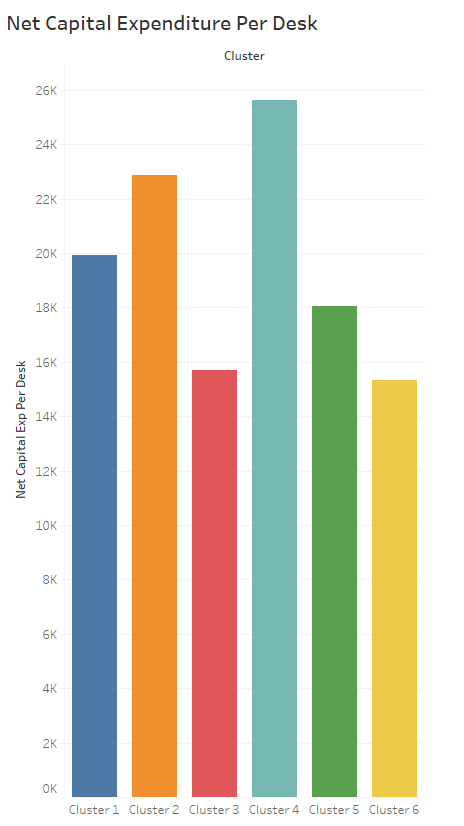 Net Capital Expenditure Per Desk
Cluster
Net Capital Exp Per Desk
26K
24K
22K
20K
18K
16K
14K
12K
10K
8K
6K
4K
2K
0K
Cluster 1 Cluster 2 Cluster 3 Cluster 4 Cluster 5 Cluster 6